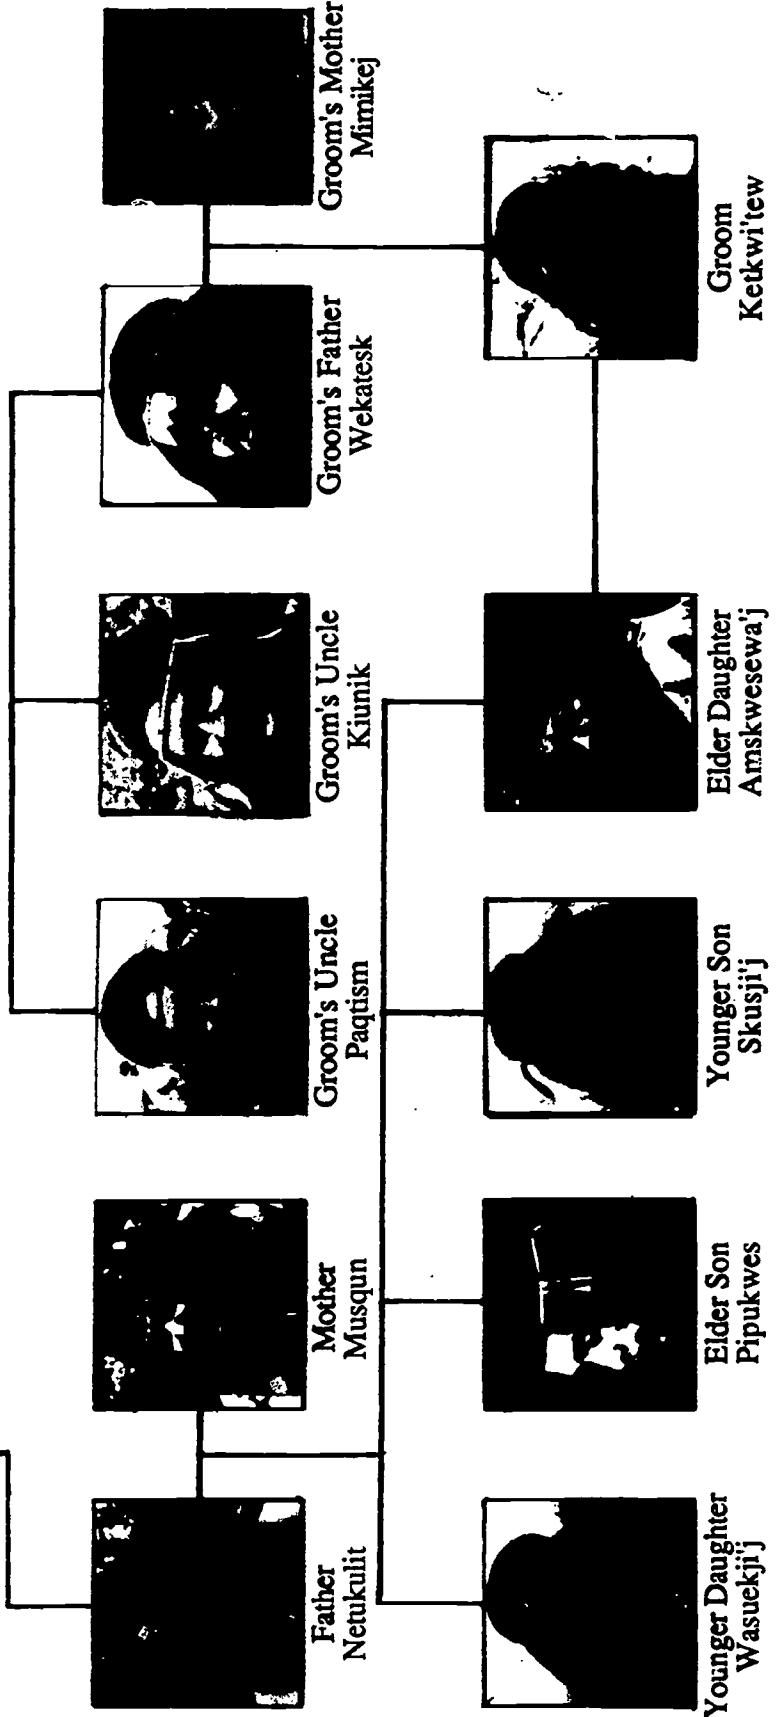 Father
Netukulit
Mother
Musqun
Groom's Uncle
Paqtism
Groom's Uncle
Kiunik
Groom's Father
Wekatesk
Groom's Mother
Mimikej
Younger Daughter
Wasuekji'j
Elder Son
Pipukwes
Younger Son
Skusji'j
Elder Daughter
Amskwesewa'j
Groom
Ketkwi'tew